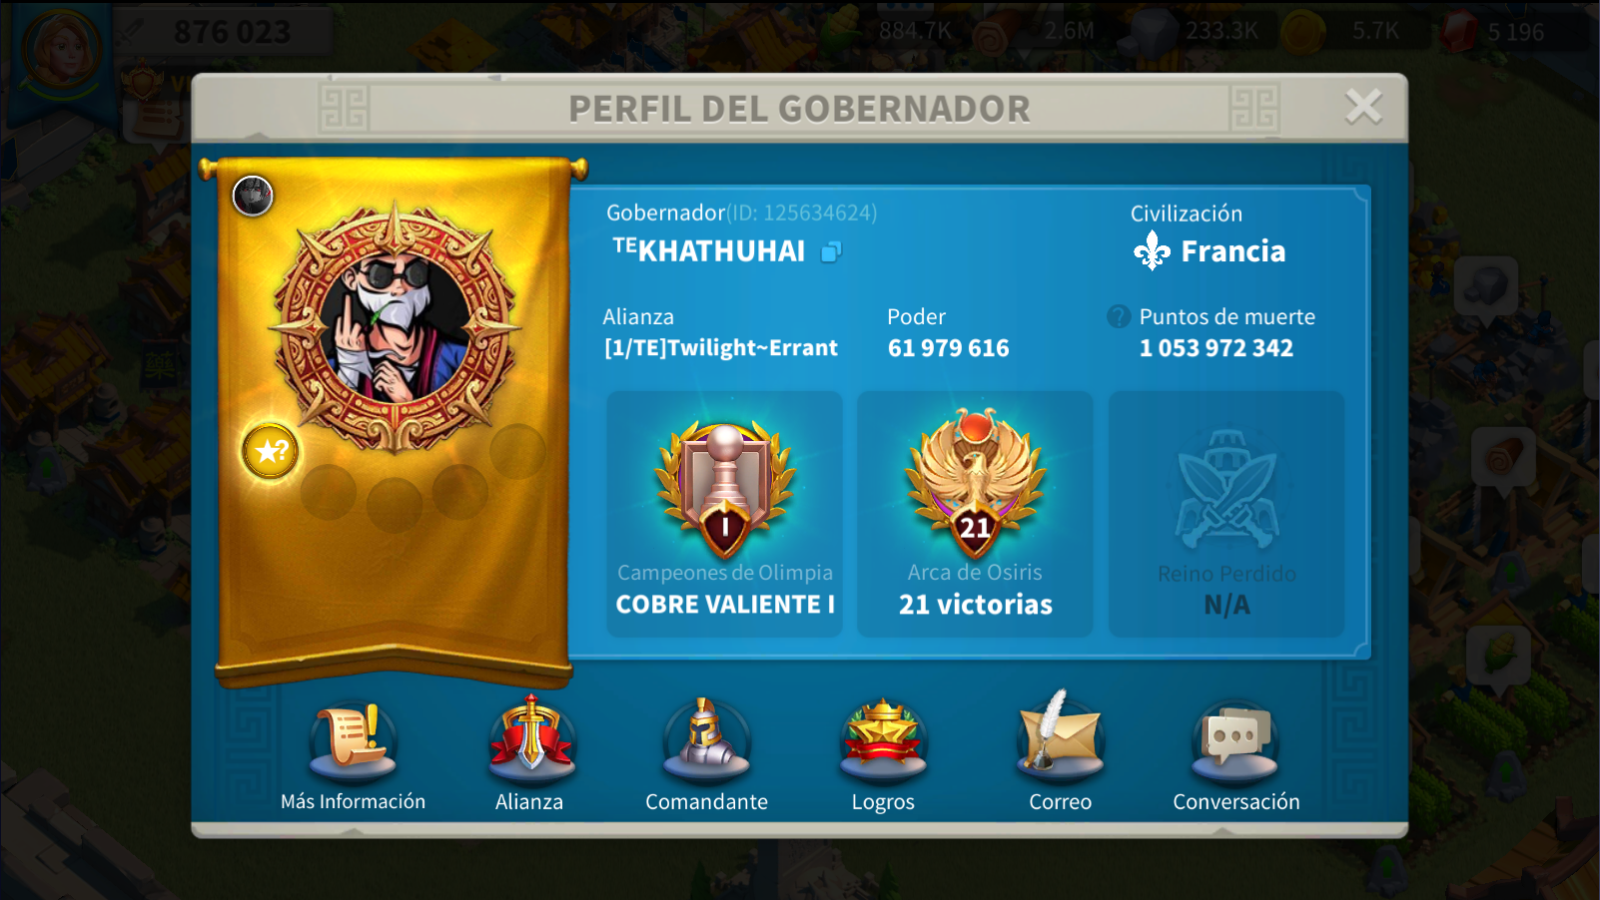 876 023
884.7K
2.6M
233.3K
5.7K
5 196
PERFIL DEL GOBERNADOR
Gobernador(ID: 125634624)
ᵀᴱKHATHUHAI
Civilización
Francia
Alianza
[1/TE]Twilight~Errant
Poder
61 979 616
? Puntos de muerte
1 053 972 342
?
I
Campeones de Olimpia
COBRE VALIENTE I
21
Arca de Osiris
21 victorias
Reino Perdido
N/A
Más Información
Alianza
Comandante
Logros
Correo
Conversación